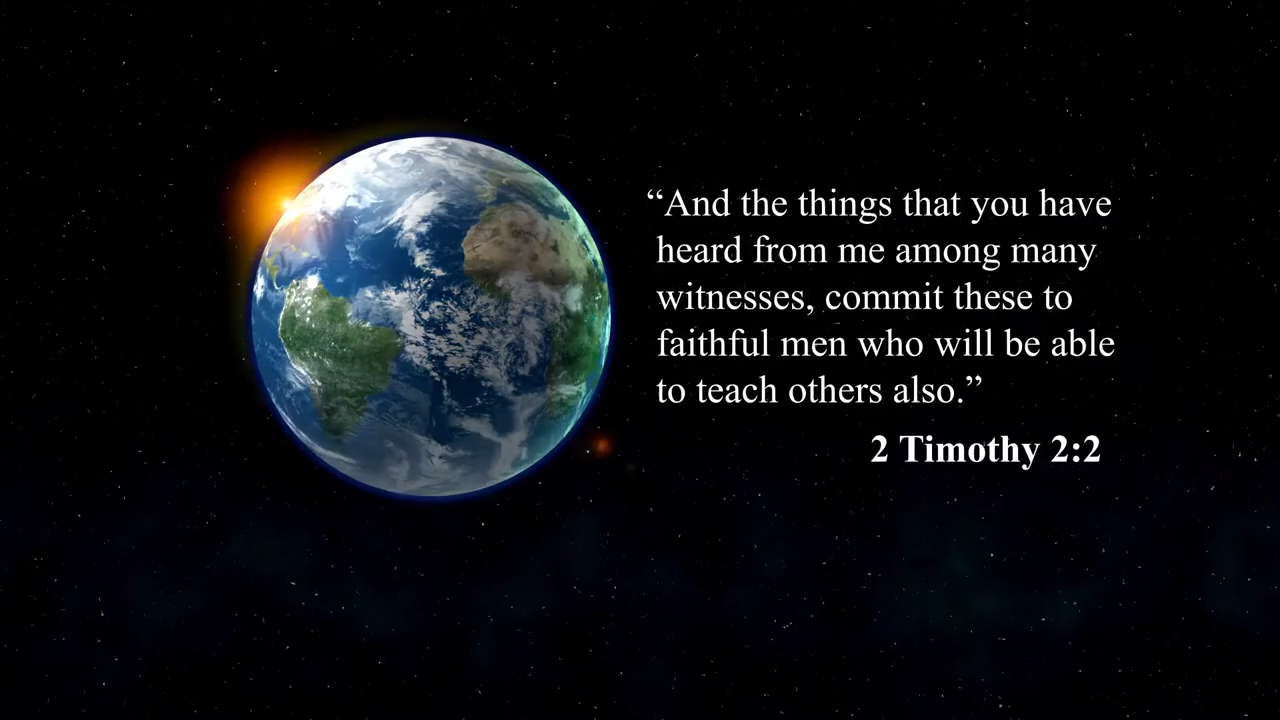 “And the things that you have
heard from me among many
witnesses, commit these to
faithful men who will be able
to teach others also.”
2 Timothy 2:2